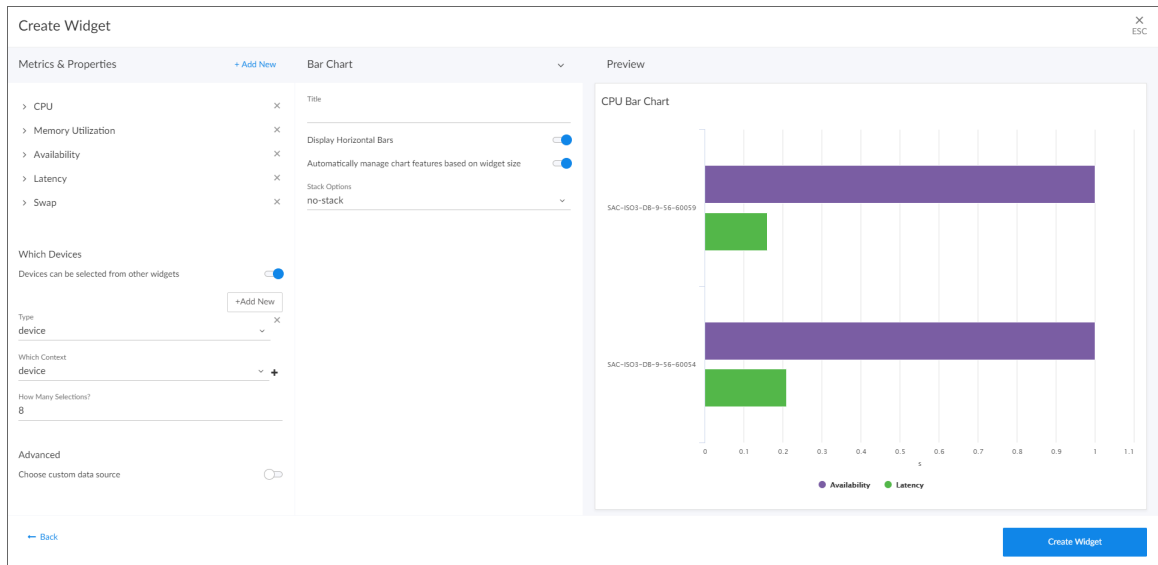 Create Widget
ESC
Metrics & Properties
+ Add New
Bar Chart
Preview
CPU
Memory Utilization
Availability
Latency
Swap
Which Devices
Devices can be selected from other widgets
+Add New
Type
device
Which Context
device
How Many Selections?
8
Advanced
Choose custom data source
Title
Display Horizontal Bars
Automatically manage chart features based on widget size
Stack Options
no-stack
CPU Bar Chart
SAC-ISO3-DB-9-56-60059
SAC-ISO3-DB-9-56-60054
0 0.1 0.2 0.3 0.4 0.5 0.6 0.7 0.8 0.9 1 1.1
s
Availability Latency
← Back
Create Widget